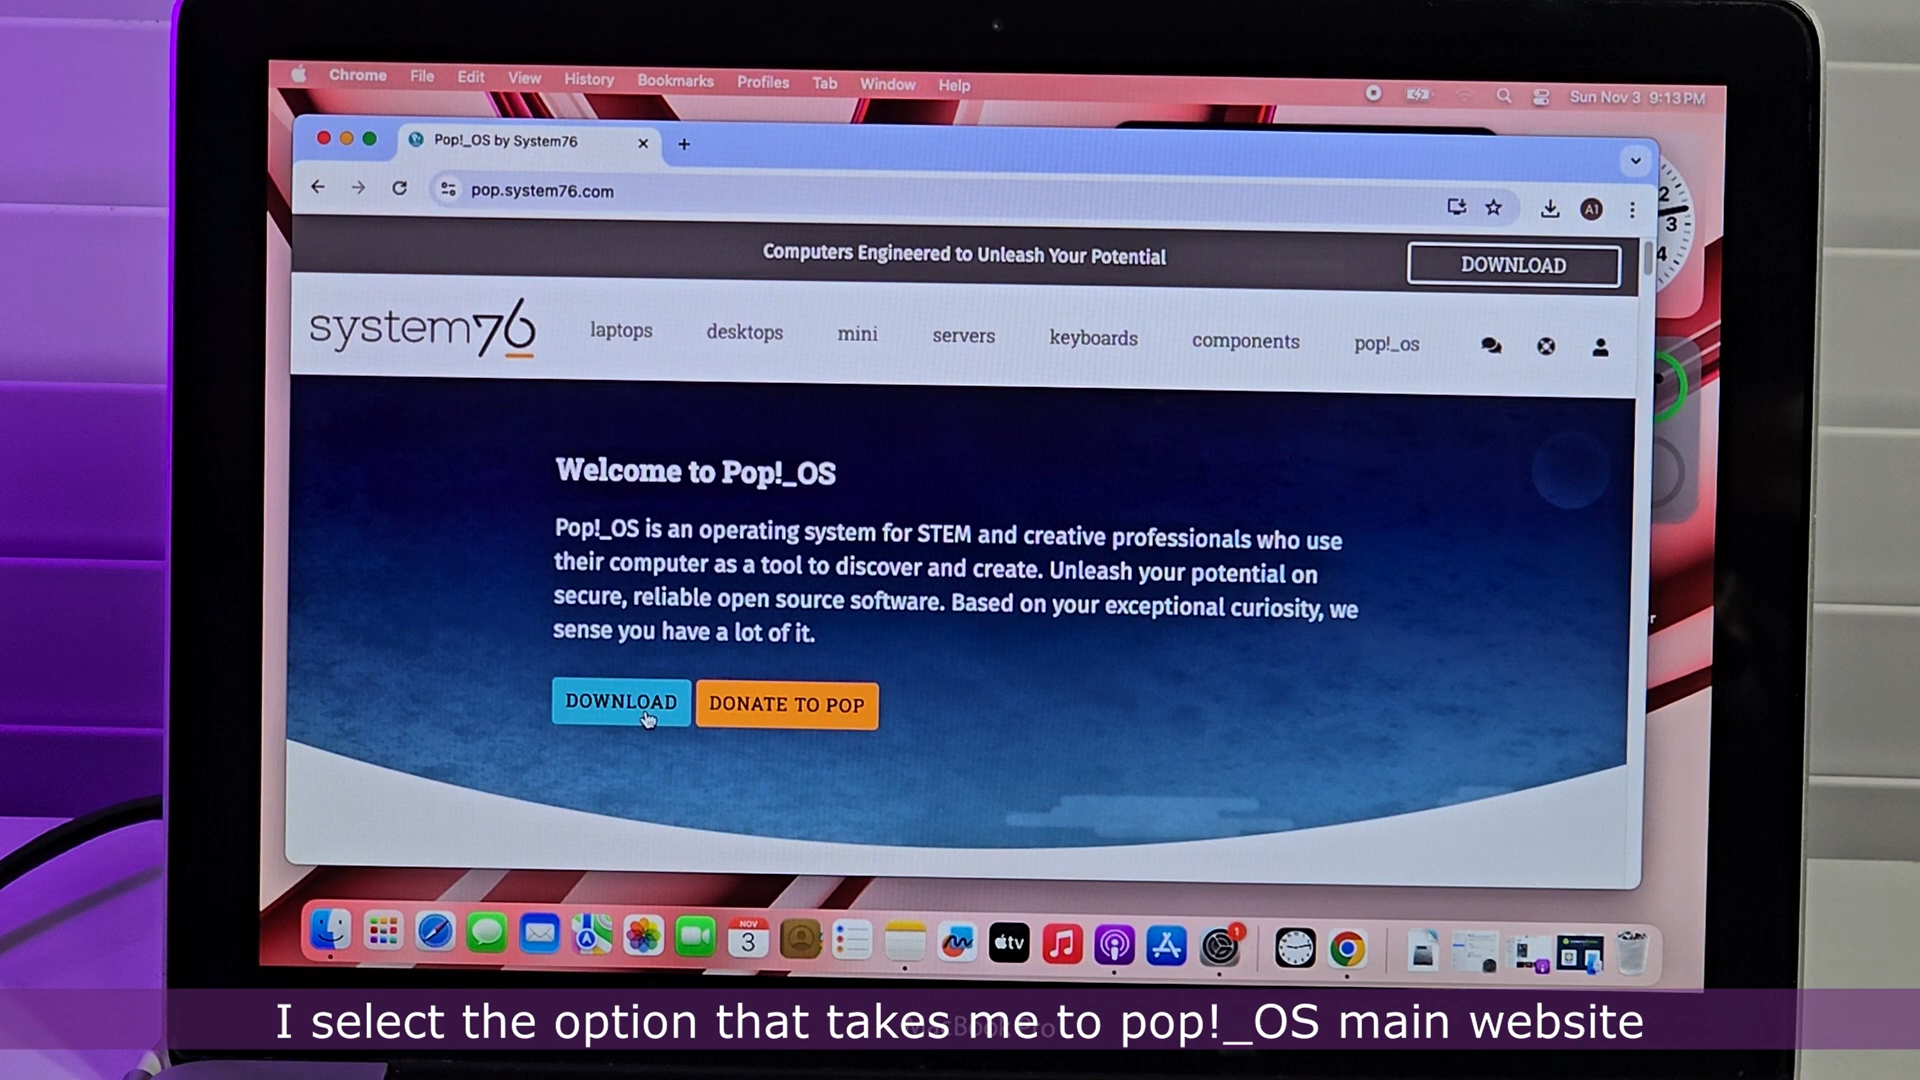 Chrome File Edit View History Bookmarks Profiles Tab Window Help Sun Nov 3 9:13 PM
Pop!_OS by System76
pop.system76.com
A1
Computers Engineered to Unleash Your Potential
DOWNLOAD
system76 laptops desktops mini servers keyboards components pop!_os
2
3
4
Welcome to Pop!_OS
Pop!_OS is an operating system for STEM and creative professionals who use
their computer as a tool to discover and create. Unleash your potential on
secure, reliable open source software. Based on your exceptional curiosity, we
sense you have a lot of it.
DOWNLOAD DONATE TO POP
NOV
3
tv
1
I select the option that takes me to pop!_OS main website